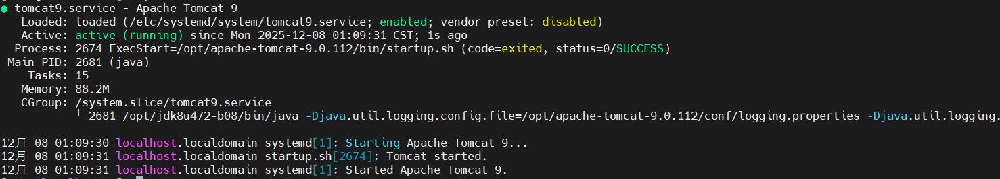 ● tomcat9.service - Apache Tomcat 9
Loaded: loaded (/etc/systemd/system/tomcat9.service; enabled; vendor preset: disabled)
Active: active (running) since Mon 2025-12-08 01:09:31 CST; 1s ago
Process: 2674 ExecStart=/opt/apache-tomcat-9.0.112/bin/startup.sh (code=exited, status=0/SUCCESS)
Main PID: 2681 (java)
Tasks: 15
Memory: 88.2M
CGroup: /system.slice/tomcat9.service
└─2681 /opt/jdk8u472-b08/bin/java -Djava.util.logging.config.file=/opt/apache-tomcat-9.0.112/conf/logging.properties -Djava.util.logging.
12月 08 01:09:30 localhost.localdomain systemd[1]: Starting Apache Tomcat 9...
12月 08 01:09:31 localhost.localdomain startup.sh[2674]: Tomcat started.
12月 08 01:09:31 localhost.localdomain systemd[1]: Started Apache Tomcat 9.